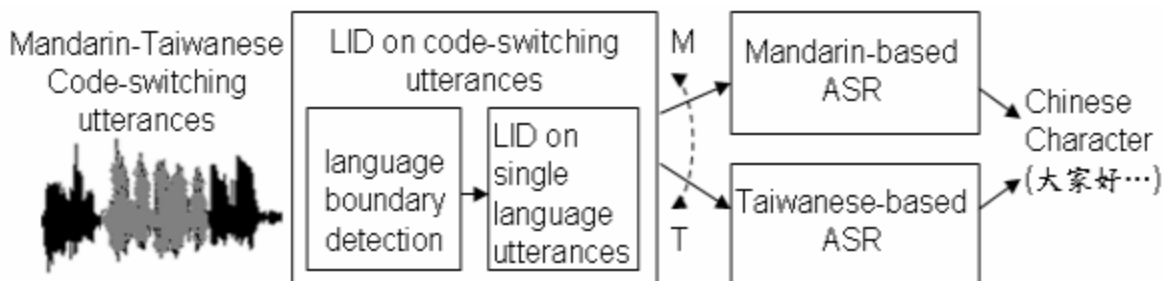 Mandarin-Taiwanese
Code-switching
utterances
LID on code-switching
utterances
language
boundary
detection
LID on
single
language
utterances
M
T
Mandarin-based
ASR
Taiwanese-based
ASR
Chinese
Character
(大家好…)